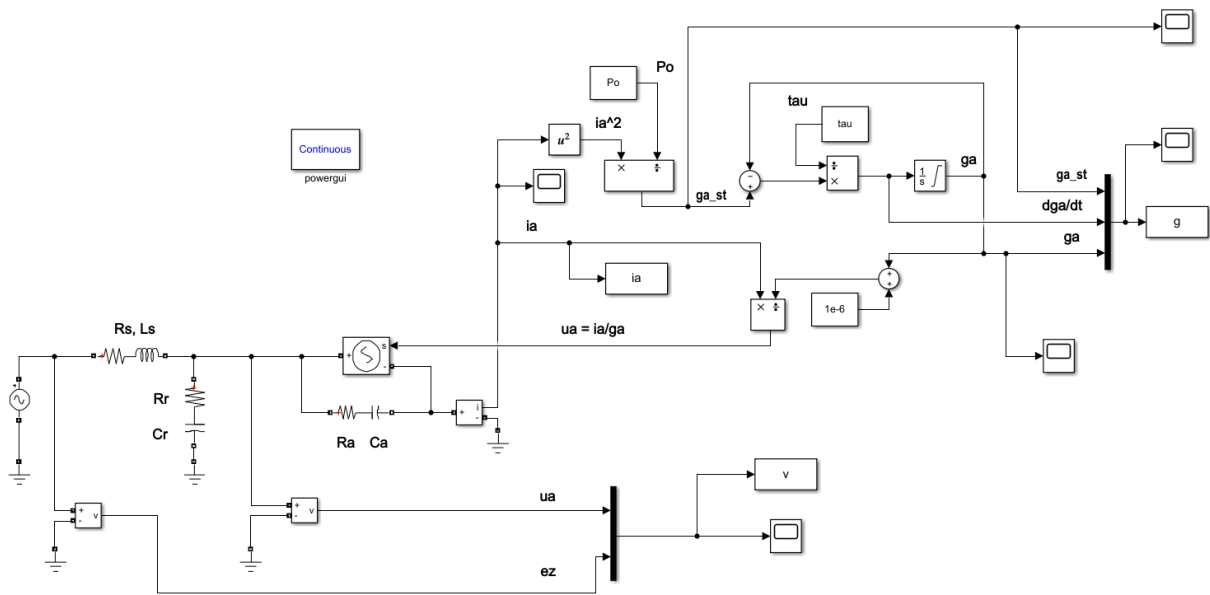 Po
Po
tau
tau
ia^2
u²
× ÷
Continuous
powergui
÷
×
1
s
ga
ga_st
−
+
ga_st
dga/dt
g
ga
ia
ia
+
+
× ÷
1e-6
ua = ia/ga
Rs, Ls
+ s
-
Rr
Cr
Ra Ca
+ i
-
v
+
- v
+
- v
ua
ez